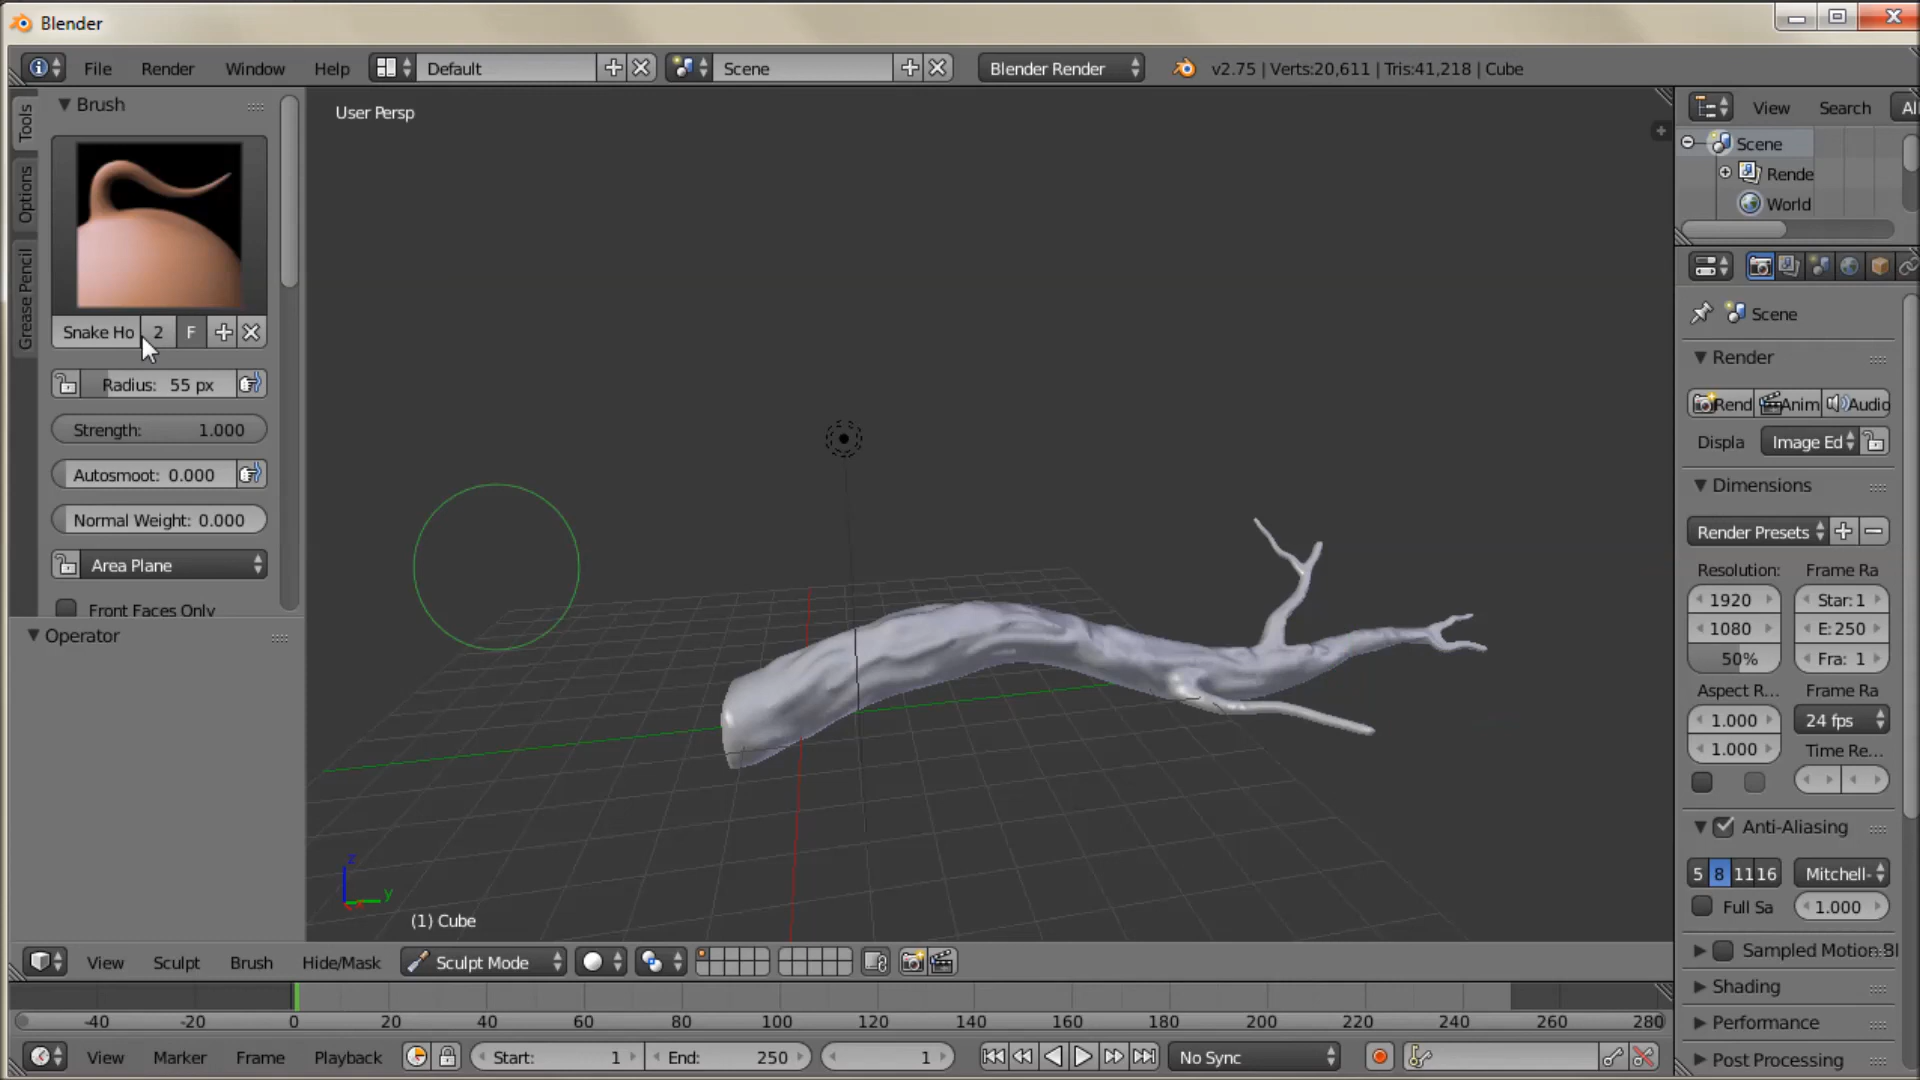 Blender
File Render Window Help Default Scene Blender Render v2.75 | Verts:20,611 | Tris:41,218 | Cube
Tools
Options
Grease Pencil
Brush
Snake Ho 2 F
Radius: 55 px
Strength: 1.000
Autosmoot: 0.000
Normal Weight: 0.000
Area Plane
Front Faces Only
Operator
User Persp
z
y
(1) Cube
View Search All
Scene
Rende
World
Scene
Render
Rend Anim Audio
Displa Image Ed
Dimensions
Render Presets
Resolution: Frame Ra
1920 Star: 1
1080 E: 250
50% Fra: 1
Aspect R... Frame Ra
1.000 24 fps
1.000 Time Re...
Anti-Aliasing
5 8 11 16 Mitchell-
Full Sa 1.000
Sampled Motion Bl
Shading
Performance
Post Processing
View Sculpt Brush Hide/Mask Sculpt Mode
-40 -20 0 20 40 60 80 100 120 140 160 180 200 220 240 260 280
View Marker Frame Playback Start: 1 End: 250 1 No Sync